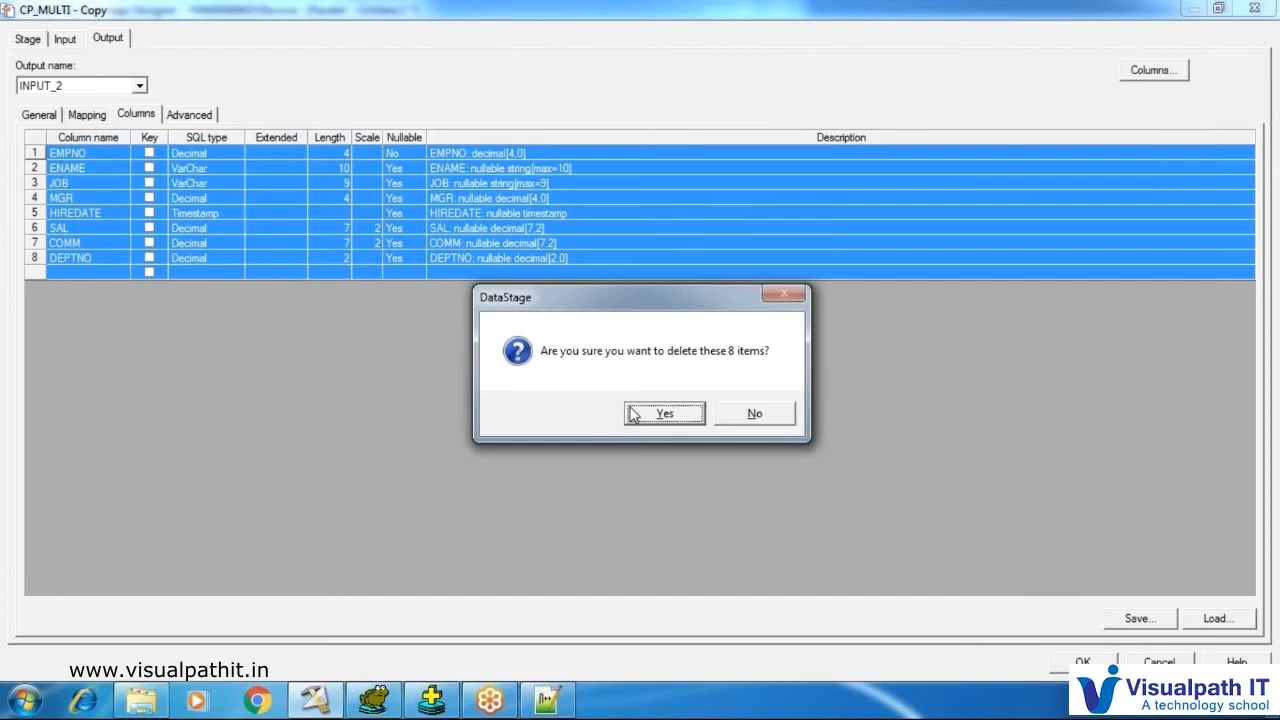 CP_MULTI - Copy
Stage Input Output
Output name:
INPUT_2
Columns...
General Mapping Columns Advanced
Column name Key SQL type Extended Length Scale Nullable Description
1 EMPNO Decimal 4 No EMPNO: decimal[4,0]
2 ENAME VarChar 10 Yes ENAME: nullable string[max=10]
3 JOB VarChar 9 Yes JOB: nullable string[max=9]
4 MGR Decimal 4 Yes MGR: nullable decimal[4,0]
5 HIREDATE Timestamp Yes HIREDATE: nullable timestamp
6 SAL Decimal 7 2 Yes SAL: nullable decimal[7,2]
7 COMM Decimal 7 2 Yes COMM: nullable decimal[7,2]
8 DEPTNO Decimal 2 Yes DEPTNO: nullable decimal[2,0]
DataStage
Are you sure you want to delete these 8 items?
Yes No
Save... Load...
OK Cancel Help
www.visualpathit.in
Visualpath IT
A technology school